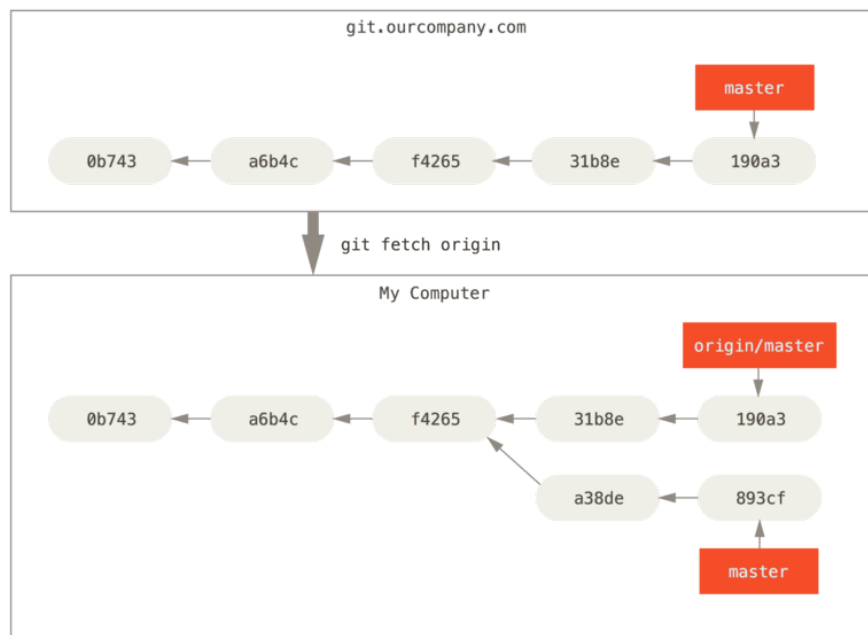 git.ourcompany.com
master
0b743 a6b4c f4265 31b8e 190a3
git fetch origin
My Computer
origin/master
0b743 a6b4c f4265 31b8e 190a3
a38de 893cf
master